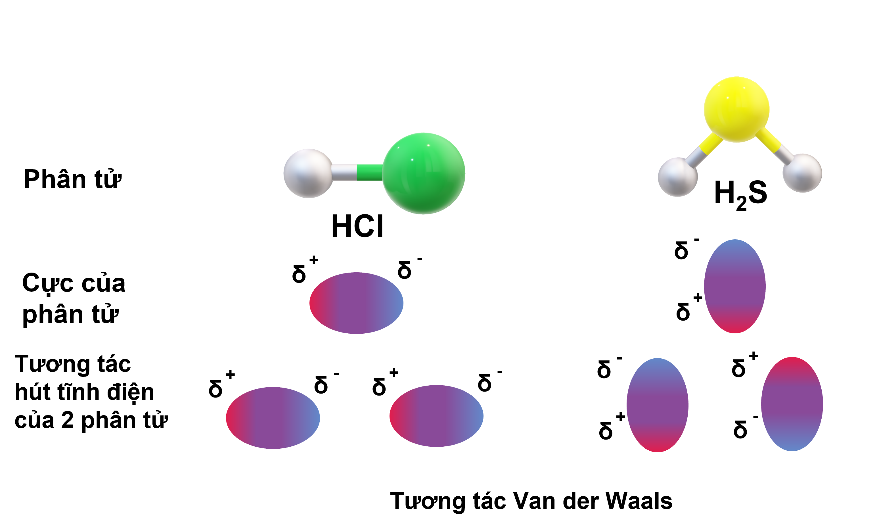 Phân tử
HCl
H₂S
Cực của
phân tử
δ⁺ δ⁻
δ⁻
δ⁺
Tương tác
hút tĩnh điện
của 2 phân tử
δ⁺ δ⁻ δ⁺ δ⁻
δ⁻ δ⁺
δ⁺ δ⁻
Tương tác Van der Waals